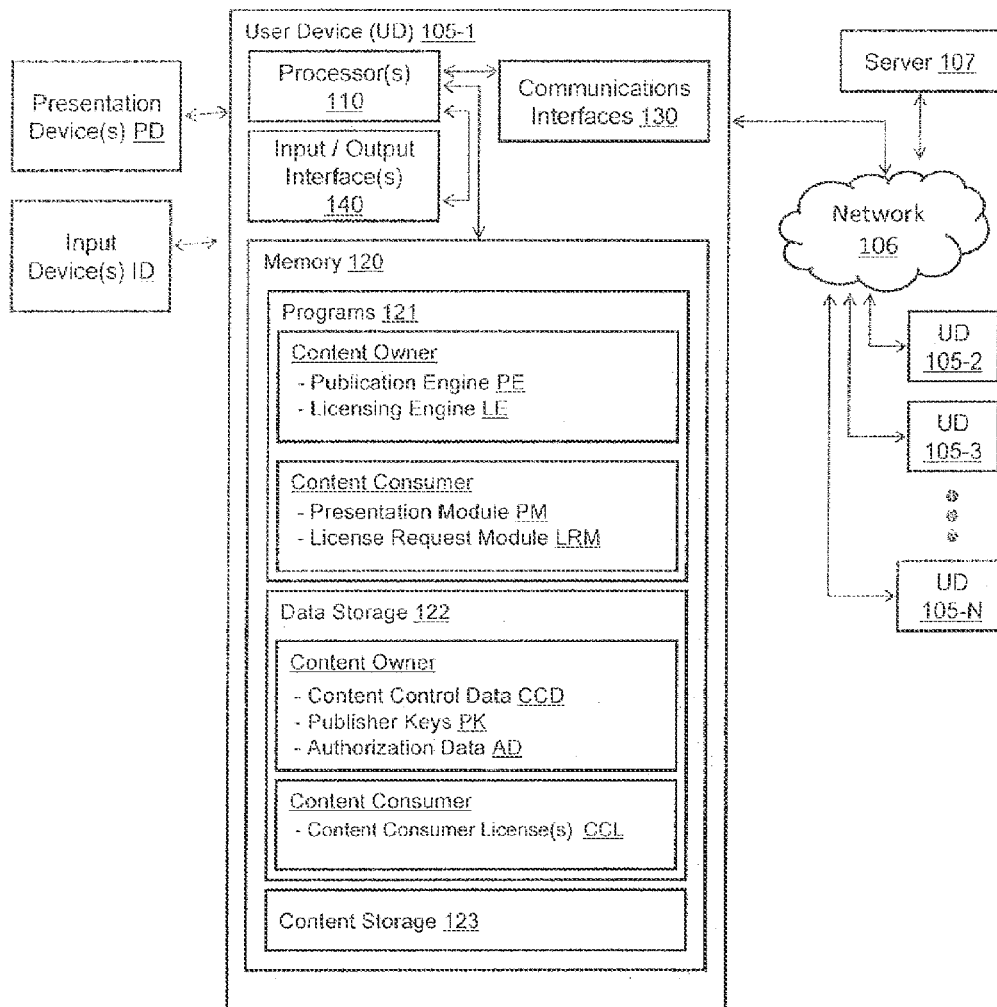 User Device (UD) 105-1
Processor(s)
110
Communications
Interfaces 130
Input / Output
Interface(s)
140
Presentation
Device(s) PD
Input
Device(s) ID
Server 107
Network
106
UD
105-2
UD
105-3
UD
105-N
Memory 120
Programs 121
Content Owner
- Publication Engine PE
- Licensing Engine LE
Content Consumer
- Presentation Module PM
- License Request Module LRM
Data Storage 122
Content Owner
- Content Control Data CCD
- Publisher Keys PK
- Authorization Data AD
Content Consumer
- Content Consumer License(s) CCL
Content Storage 123